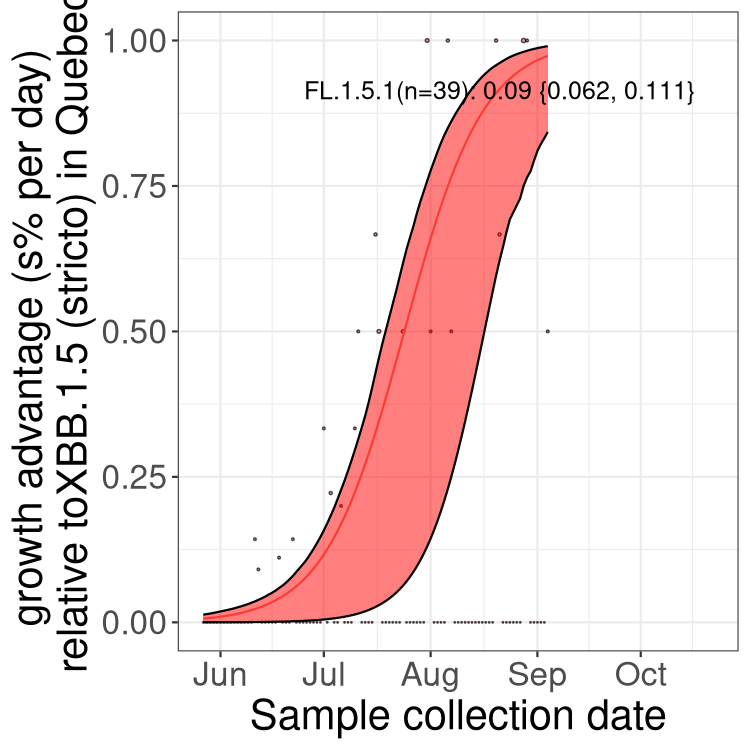 growth advantage (s% per day)
relative toXBB.1.5 (stricto) in Quebec
1.00
0.75
0.50
0.25
0.00
FL.1.5.1(n=39): 0.09 {0.062, 0.111}
Jun Jul Aug Sep Oct
Sample collection date